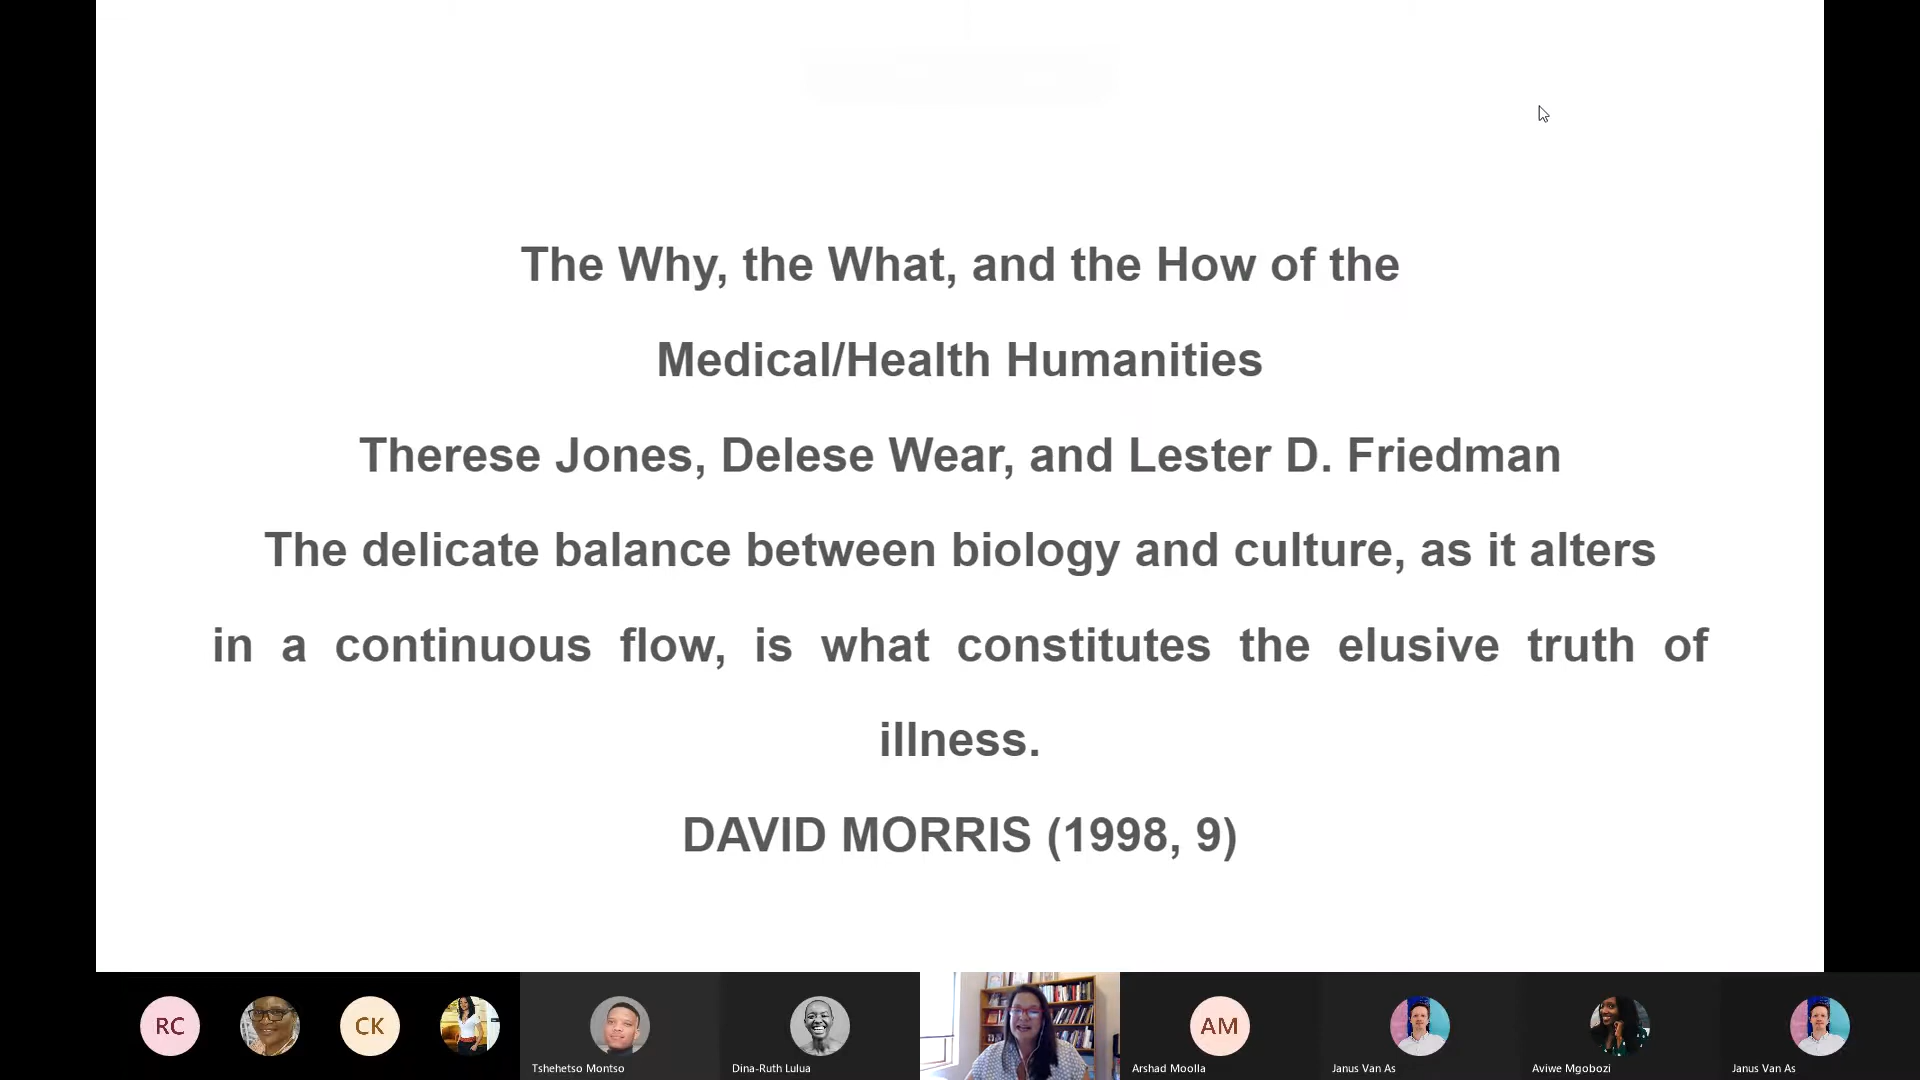 The Why, the What, and the How of the
Medical/Health Humanities
Therese Jones, Delese Wear, and Lester D. Friedman
The delicate balance between biology and culture, as it alters
in a continuous flow, is what constitutes the elusive truth of
illness.
DAVID MORRIS (1998, 9)
RC
CK
AM
Tshehetso Montso
Dina-Ruth Lulua
Arshad Moolla
Janus Van As
Aviwe Mgobozi
Janus Van As